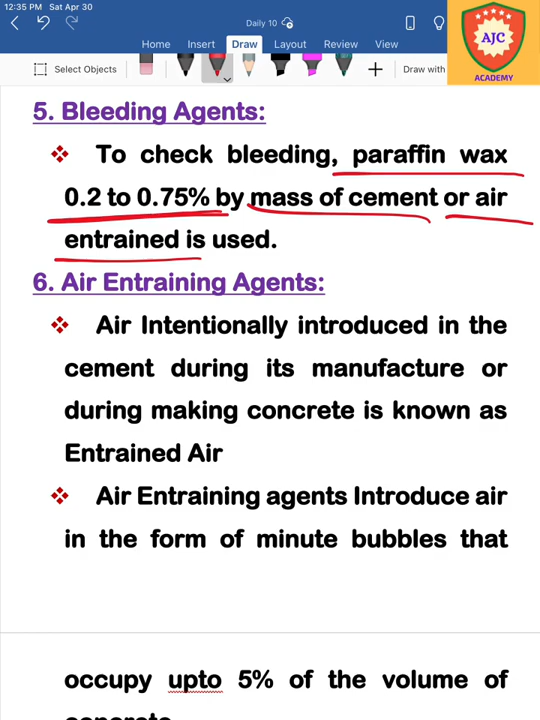 12:35 PM Sat Apr 30
Daily 10
Home Insert Draw Layout Review View
AJC
ACADEMY
Select Objects
Draw with
5. Bleeding Agents:
❖ To check bleeding, paraffin wax
0.2 to 0.75% by mass of cement or air
entrained is used.
6. Air Entraining Agents:
❖ Air Intentionally introduced in the
cement during its manufacture or
during making concrete is known as
Entrained Air
❖ Air Entraining agents Introduce air
in the form of minute bubbles that
occupy upto 5% of the volume of
concrete